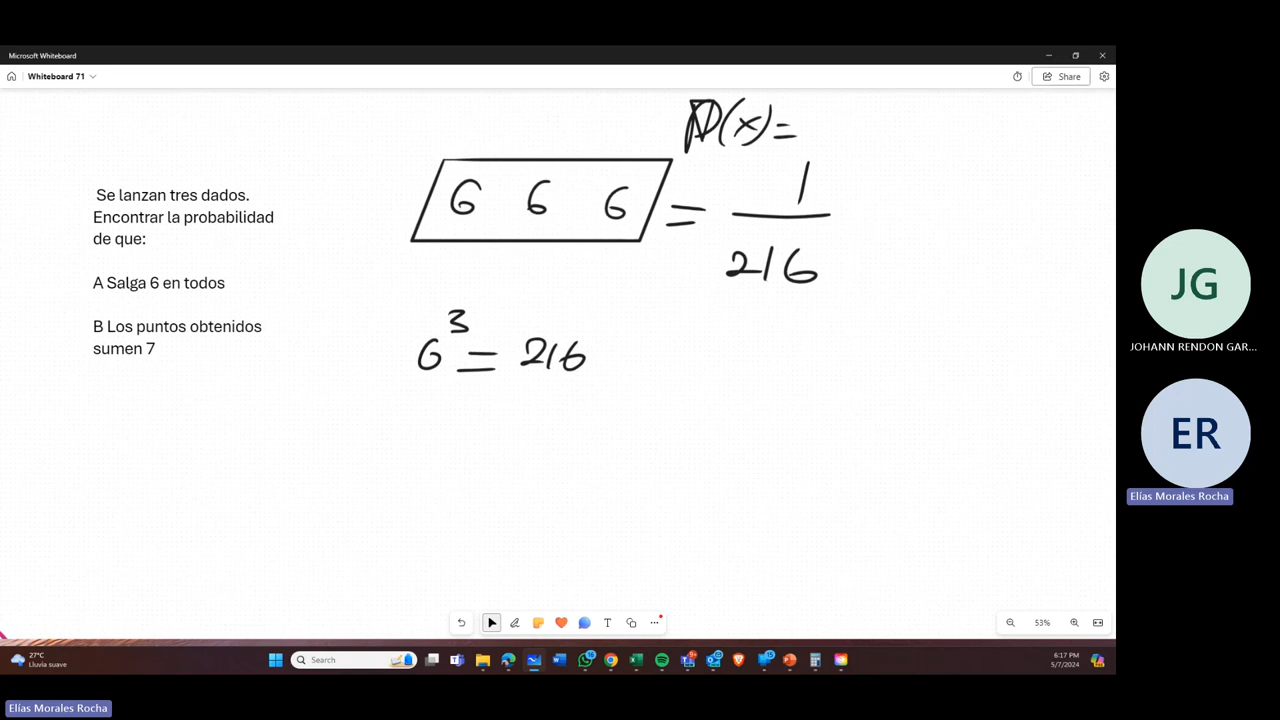 Microsoft Whiteboard
Whiteboard 71
Share
P(x)=
6 6 6 = 1
216
Se lanzan tres dados.
Encontrar la probabilidad
de que:
A Salga 6 en todos
B Los puntos obtenidos
sumen 7
6³ = 216
JG
JOHANN RENDON GAR...
ER
Elías Morales Rocha
53%
27°C
Lluvia suave
Search
6:17 PM
5/7/2024
Elías Morales Rocha